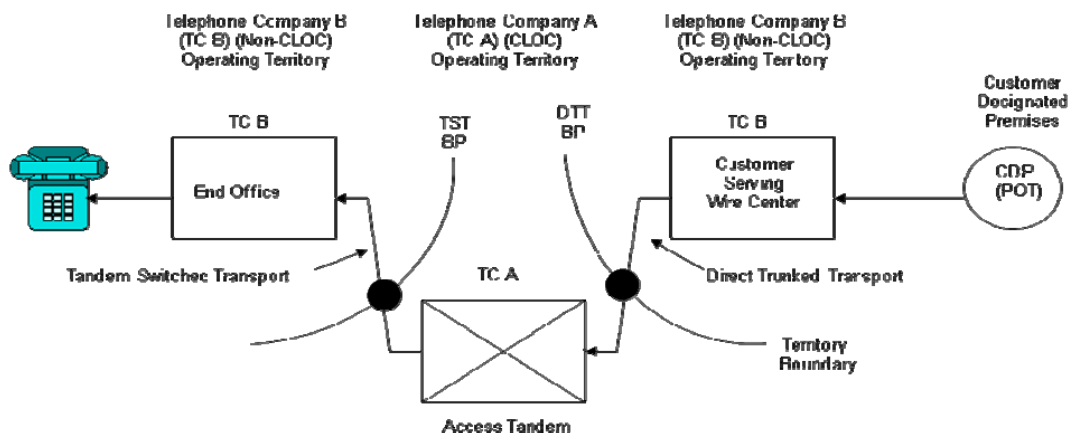 Telephone Company B
(TC B) (Non-CLOC)
Operating Territory
Telephone Company A
(TC A) (CLOC)
Operating Territory
Telephone Company B
(TC B) (Non-CLOC)
Operating Territory
Customer
Designated
Premises
TC B
TST
BP
DTT
BP
TC B
End Office
Customer
Serving
Wire Center
CDP
(POT)
Tandem Switched Transport
TC A
Direct Trunked Transport
Territory
Boundary
Access Tandem